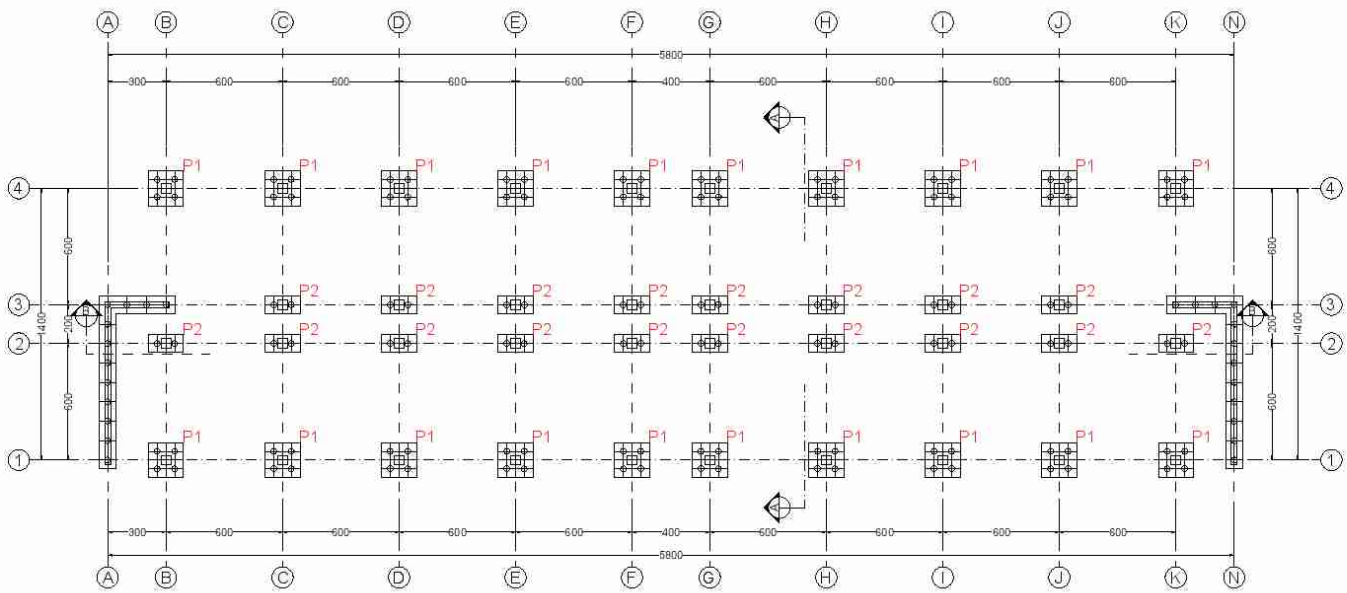 A B C D E F G H I J K N
5800
300 600 600 600 600 400 600 600 600 600
A
P1 P1 P1 P1 P1 P1 P1 P1 P1 P1
4 4
600 600
P2 P2 P2 P2 P2 P2 P2 P2
3 3
B B
1400 200 200 1400
P2 P2 P2 P2 P2 P2 P2 P2 P2 P2
2 2
600 600
P1 P1 P1 P1 P1 P1 P1 P1 P1 P1
1 1
A
300 600 600 600 600 400 600 600 600 600
5800
A B C D E F G H I J K N